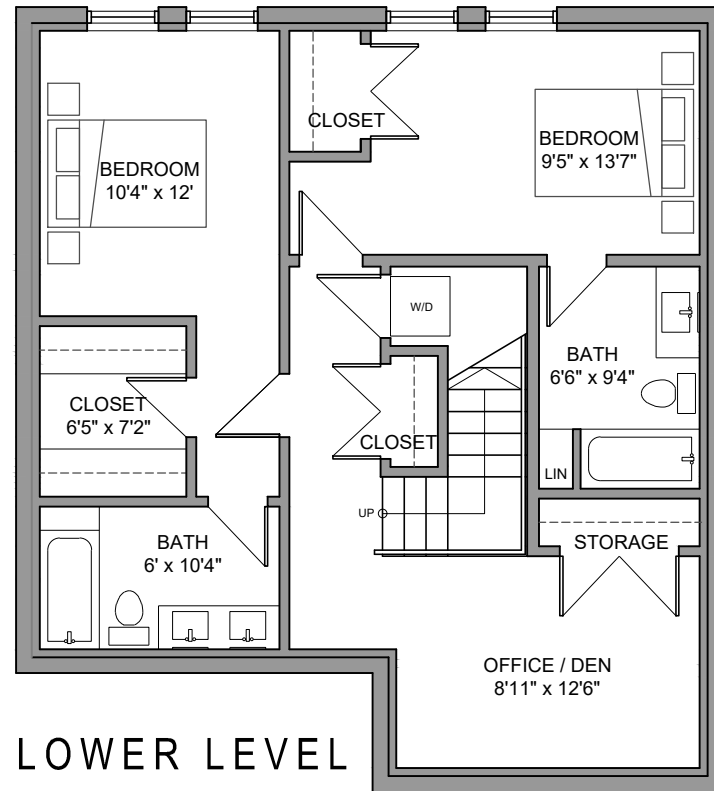 CLOSET
BEDROOM
10'4" x 12'
BEDROOM
9'5" x 13'7"
W/D
BATH
6'6" x 9'4"
CLOSET
6'5" x 7'2"
CLOSET
LIN
UP
BATH
6' x 10'4"
STORAGE
OFFICE / DEN
8'11" x 12'6"
LOWER LEVEL